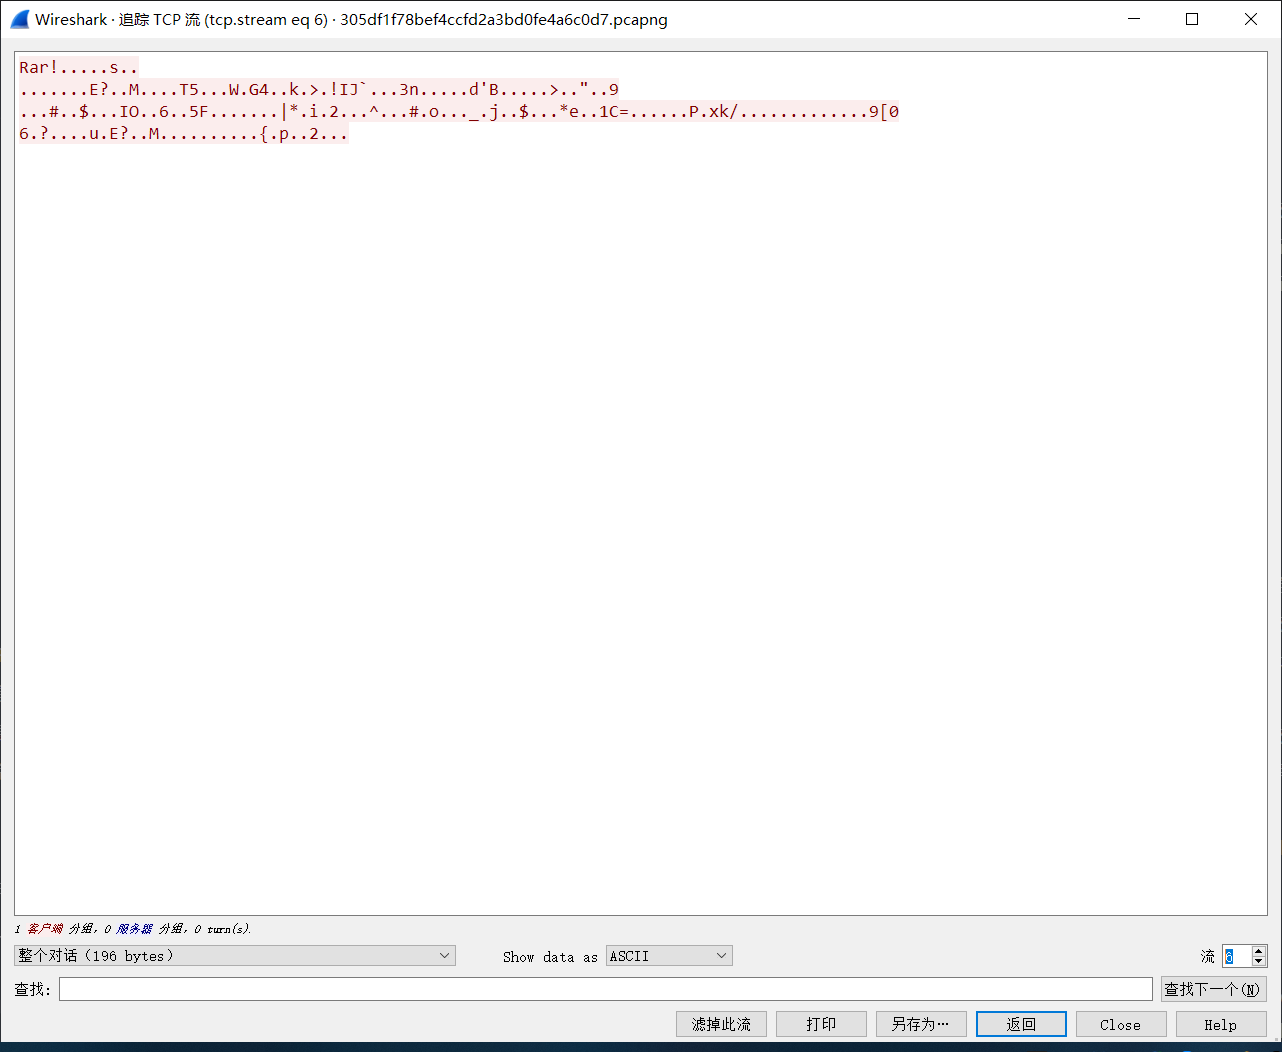 Wireshark · 追踪 TCP 流 (tcp.stream eq 6) · 305df1f78bef4ccfd2a3bd0fe4a6c0d7.pcapng
Rar!.....s..
.......E?..M....T5...W.G4..k.>.!IJ`...3n.....d'B.....>.."..9
...#..$...IO..6..5F.......|*.i.2...^...#.o..._.j..$...*e..1C=......P.xk/.............9[0
6.?....u.E?..M..........{.p..2...
1 客户端 分组, 0 服务器 分组, 0 turn(s).
整个对话 (196 bytes) Show data as ASCII 流 6
查找: 查找下一个(N)
滤掉此流 打印 另存为… 返回 Close Help